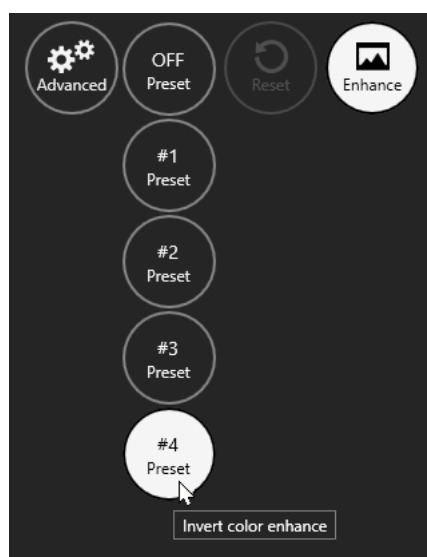 Advanced
OFF
Preset
Reset
Enhance
#1
Preset
#2
Preset
#3
Preset
#4
Preset
Invert color enhance